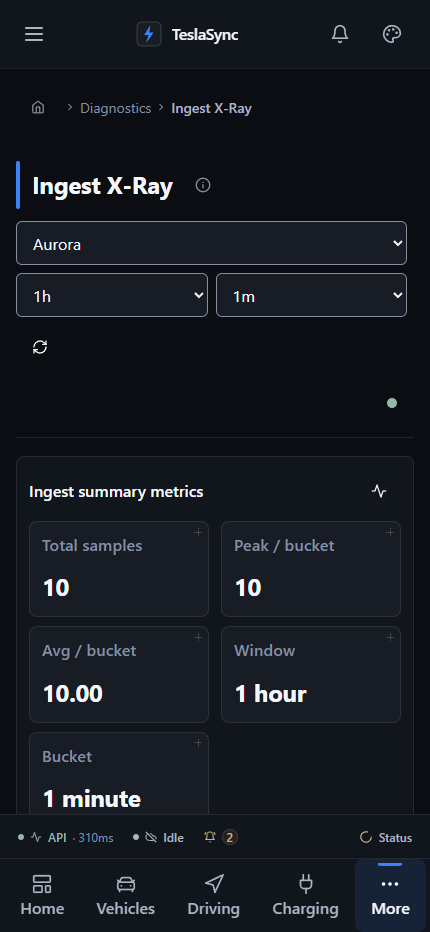 TeslaSync
Diagnostics
Ingest X-Ray
Ingest X-Ray
Aurora
1h
1m
Ingest summary metrics
Total samples
10
Peak / bucket
10
Avg / bucket
10.00
Window
1 hour
Bucket
1 minute
API · 310ms
Idle
2
Status
Home
Vehicles
Driving
Charging
More